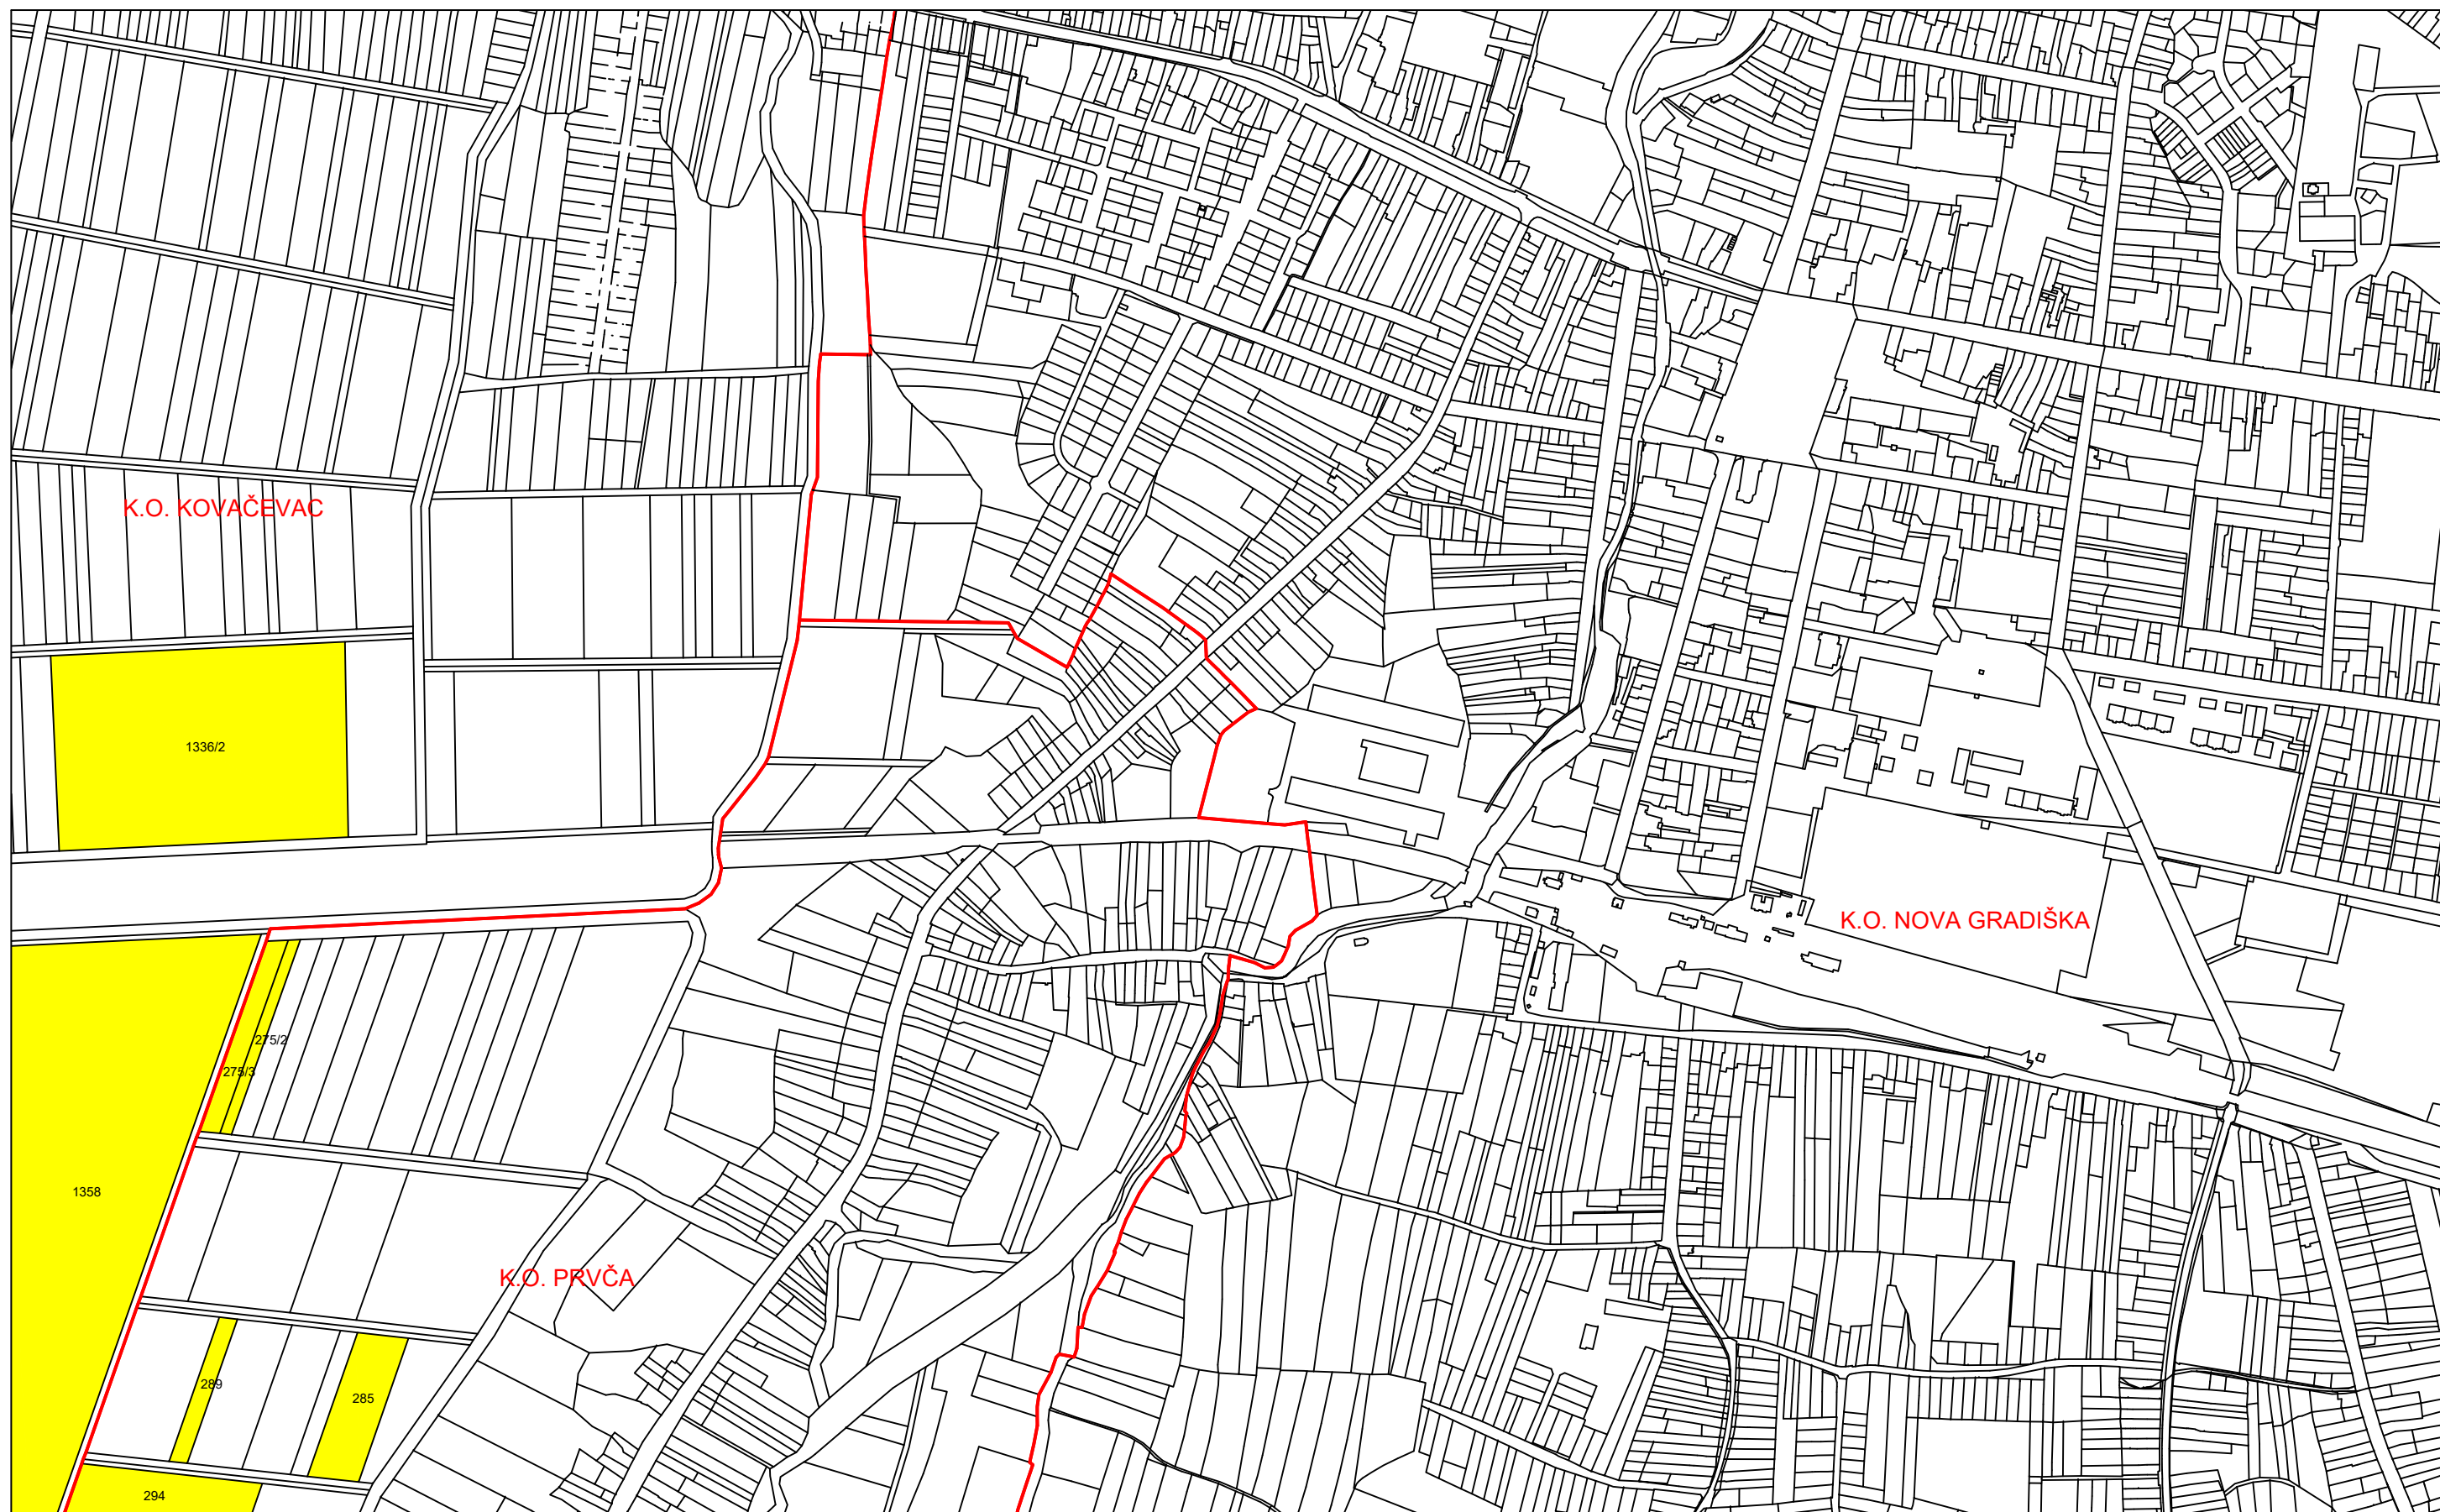 K.O. KOVAČEVAC
1336/2
K.O. NOVA GRADIŠKA
275/2
275/3
1358
K.O. PRVČA
289
285
294